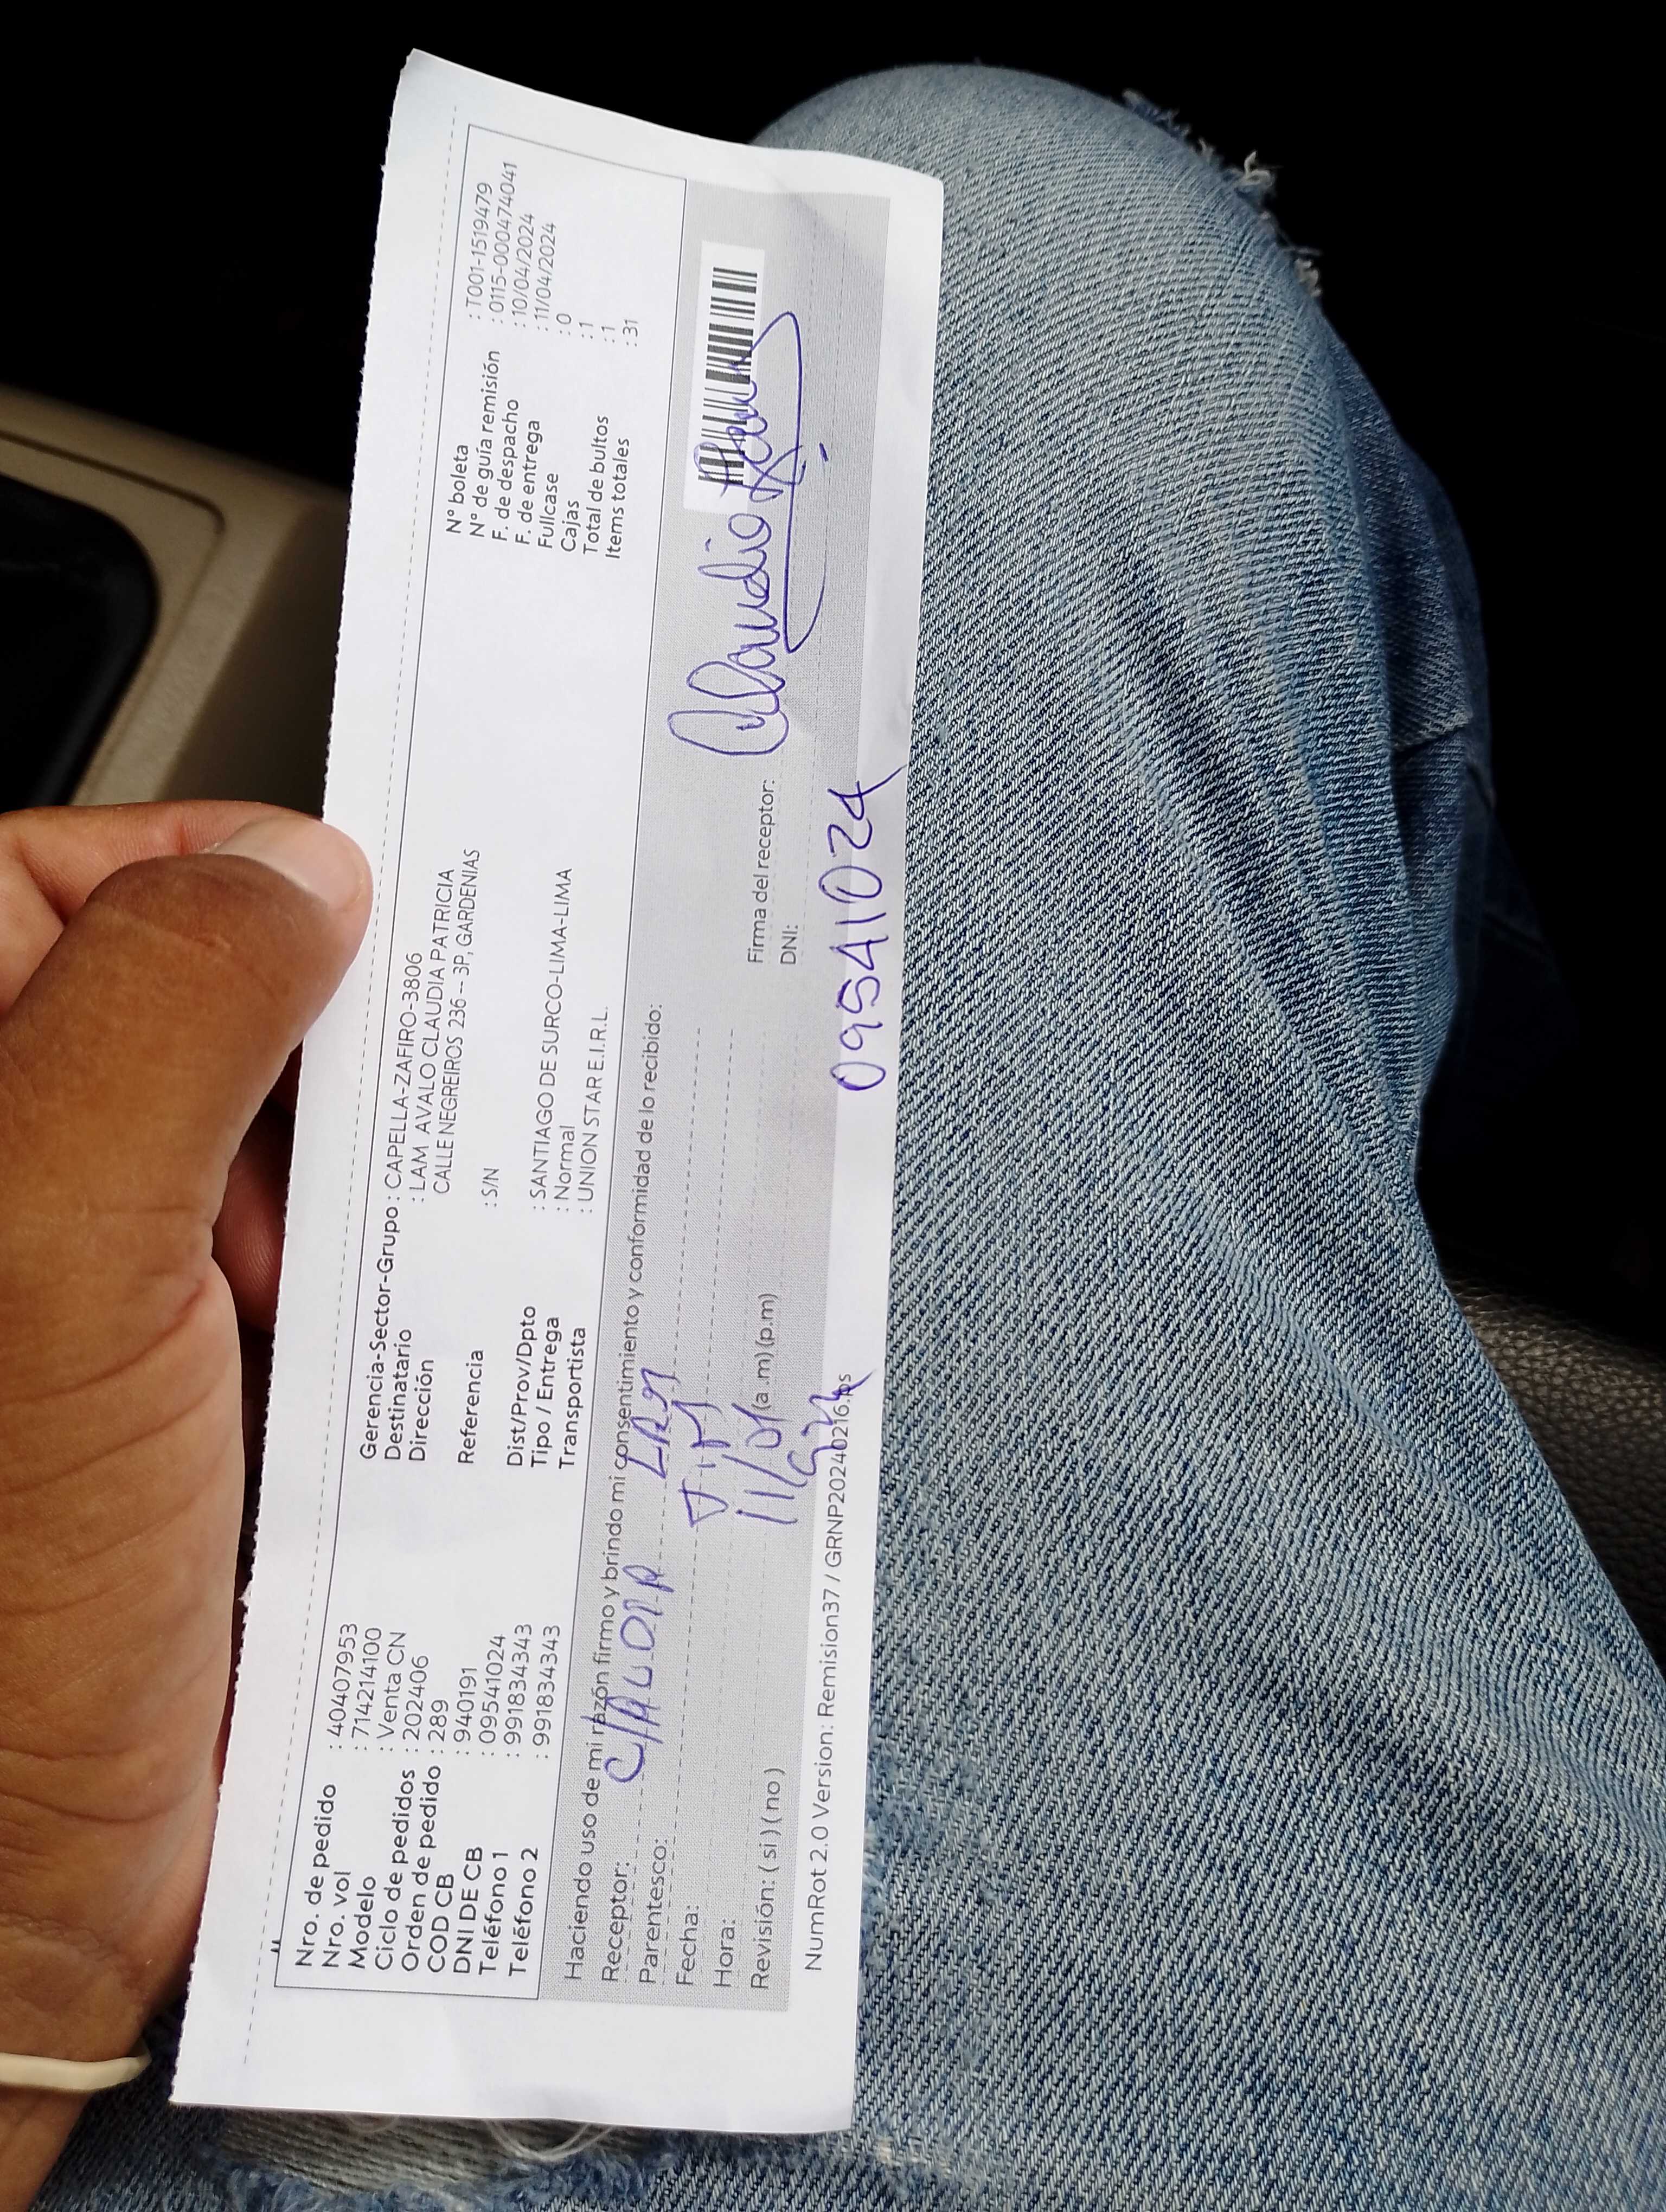 Nro. de pedido : 40407953
Nro. vol : 714214100
Modelo : Venta CN
Ciclo de pedidos : 202406
Orden de pedido : 289
COD CB : 940191
DNI DE CB : 09541024
Teléfono 1 : 991834343
Teléfono 2 : 991834343
Gerencia-Sector-Grupo : CAPELLA-ZAFIRO-3806
Destinatario : LAM AVALO CLAUDIA PATRICIA
Dirección CALLE NEGREIROS 236 - 3P, GARDENIAS
Referencia : S/N
Dist/Prov/Dpto : SANTIAGO DE SURCO-LIMA-LIMA
Tipo / Entrega : Normal
Transportista : UNION STAR E.I.R.L.
N° boleta : T001-1519479
N° de guía remisión : 0115-000474041
F. de despacho : 10/04/2024
F. de entrega : 11/04/2024
Fullcase : 0
Cajas : 1
Total de bultos : 1
Items totales : 31
Haciendo uso de mi razón firmo y brindo mi consentimiento y conformidad de lo recibido:
Receptor: CLAUDIA LAM
Parentesco:
Fecha:
Hora: (a.m) (p.m)
Revisión: ( si ) ( no )
Firma del receptor: Claudia
DNI:
09541024
NumRot 2.0 Version: Remision37 / GRNP20240216.ps